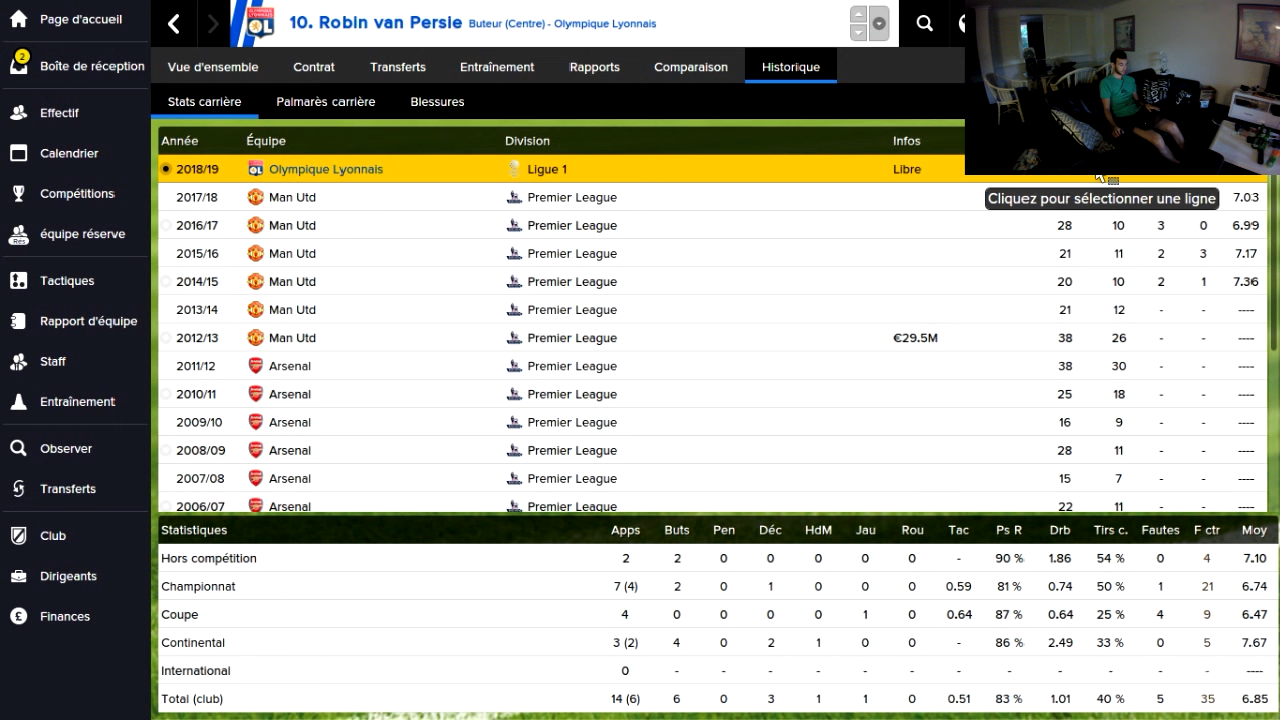 Page d'accueil
2
Boîte de réception
Effectif
Calendrier
Compétitions
Rés
équipe réserve
Tactiques
Rapport d'équipe
Staff
Entraînement
Observer
Transferts
Club
Dirigeants
Finances
OL
10. Robin van Persie Buteur (Centre) - Olympique Lyonnais
Vue d'ensemble Contrat Transferts Entraînement Rapports Comparaison Historique
Stats carrière Palmarès carrière Blessures
Année Équipe Division Infos
2018/19 Olympique Lyonnais Ligue 1 Libre
2017/18 Man Utd Premier League 7.03
Cliquez pour sélectionner une ligne
2016/17 Man Utd Premier League 28 10 3 0 6.99
2015/16 Man Utd Premier League 21 11 2 3 7.17
2014/15 Man Utd Premier League 20 10 2 1 7.36
2013/14 Man Utd Premier League 21 12 - - ----
2012/13 Man Utd Premier League €29.5M 38 26 - - ----
2011/12 Arsenal Premier League 38 30 - - ----
2010/11 Arsenal Premier League 25 18 - - ----
2009/10 Arsenal Premier League 16 9 - - ----
2008/09 Arsenal Premier League 28 11 - - ----
2007/08 Arsenal Premier League 15 7 - - ----
2006/07 Arsenal Premier League 22 11 - - ----
Statistiques Apps Buts Pen Déc HdM Jau Rou Tac Ps R Drb Tirs c. Fautes F ctr Moy
Hors compétition 2 2 0 0 0 0 0 - 90 % 1.86 54 % 0 4 7.10
Championnat 7 (4) 2 0 1 0 0 0 0.59 81 % 0.74 50 % 1 21 6.74
Coupe 4 0 0 0 0 1 0 0.64 87 % 0.64 25 % 4 9 6.47
Continental 3 (2) 4 0 2 1 0 0 - 86 % 2.49 33 % 0 5 7.67
International 0 - - - - - - - - - - - - ----
Total (club) 14 (6) 6 0 3 1 1 0 0.51 83 % 1.01 40 % 5 35 6.85